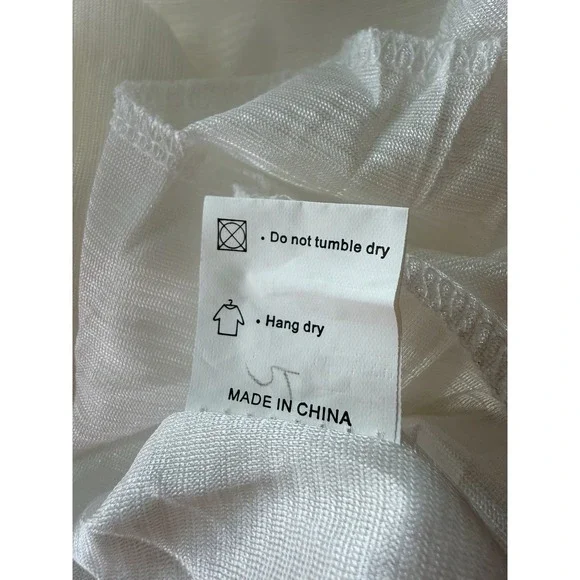 • Do not tumble dry
• Hang dry
MADE IN CHINA